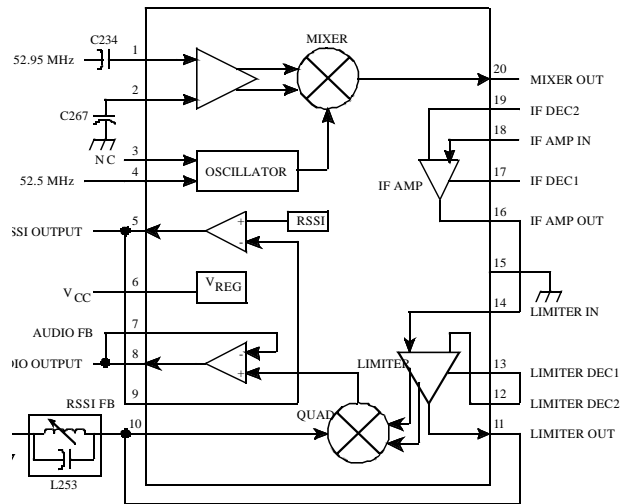 C234
1
MIXER
52.95 MHz
20
MIXER OUT
2
19
IF DEC2
C267
18
IF AMP IN
N C
3
4
OSCILLATOR
52.5 MHz
IF AMP
17
IF DEC1
16
IF AMP OUT
SSI OUTPUT
5
+
-
RSSI
15
6
V CC
V REG
14
LIMITER IN
AUDIO FB
7
DIO OUTPUT
8
-
+
LIMITER
13
LIMITER DEC1
9
12
LIMITER DEC2
RSSI FB
10
QUAD
11
LIMITER OUT
L253